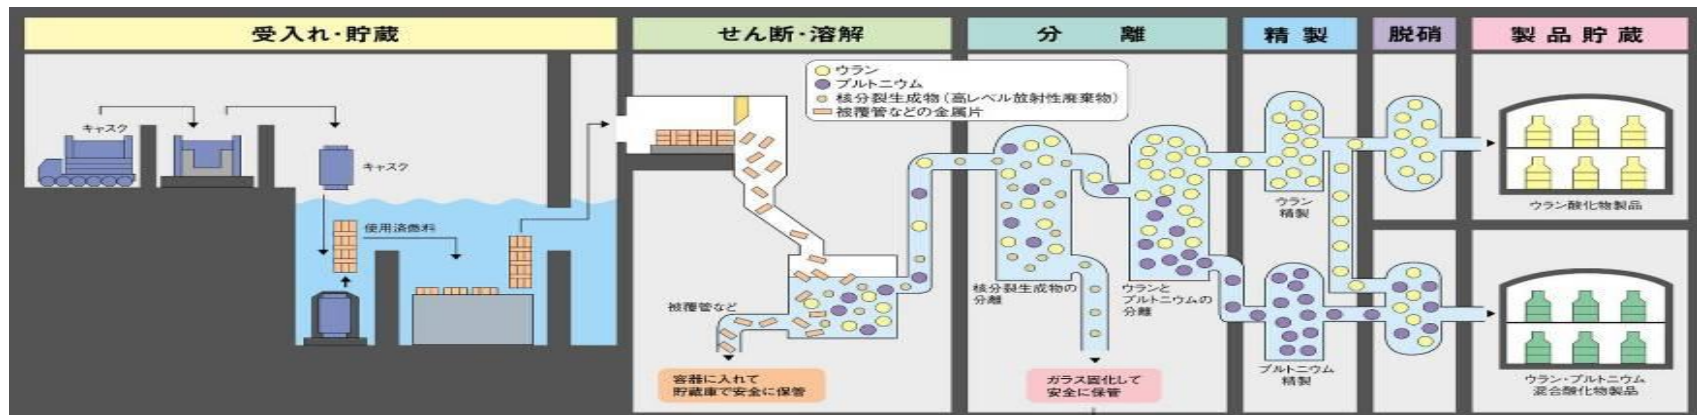 受入れ・貯蔵
せん断・溶解
分離
精製
脱硝
製品貯蔵
ウラン
プルトニウム
核分裂生成物(高レベル放射性廃棄物)
被覆管などの金属片
キャスク
キャスク
使用済燃料
被覆管など
容器に入れて
貯蔵庫で安全に保管
核分裂生成物の
分離
ガラス固化して
安全に保管
ウランと
プルトニウムの
分離
ウラン
精製
プルトニウム
精製
ウラン酸化物製品
ウラン・プルトニウム
混合酸化物製品